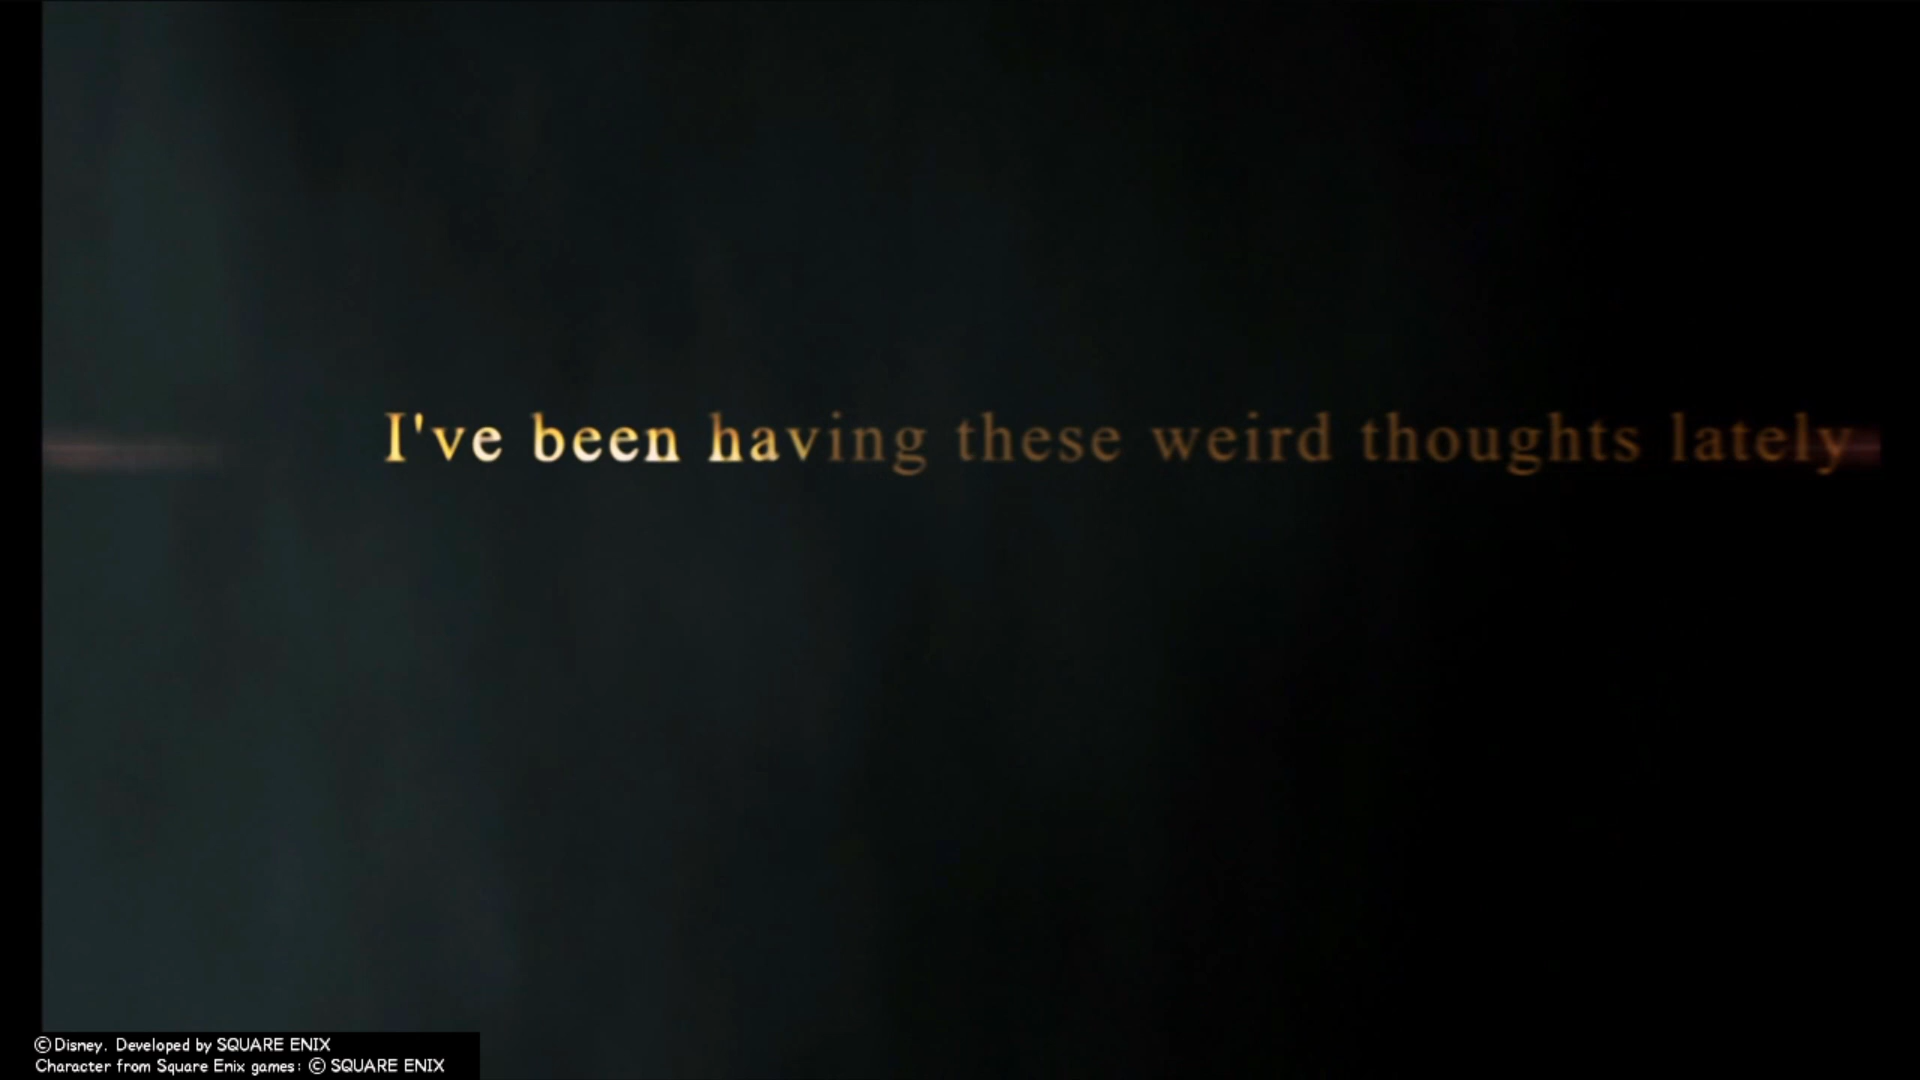 I've been having these weird thoughts lately
©Disney. Developed by SQUARE ENIX
Character from Square Enix games: © SQUARE ENIX